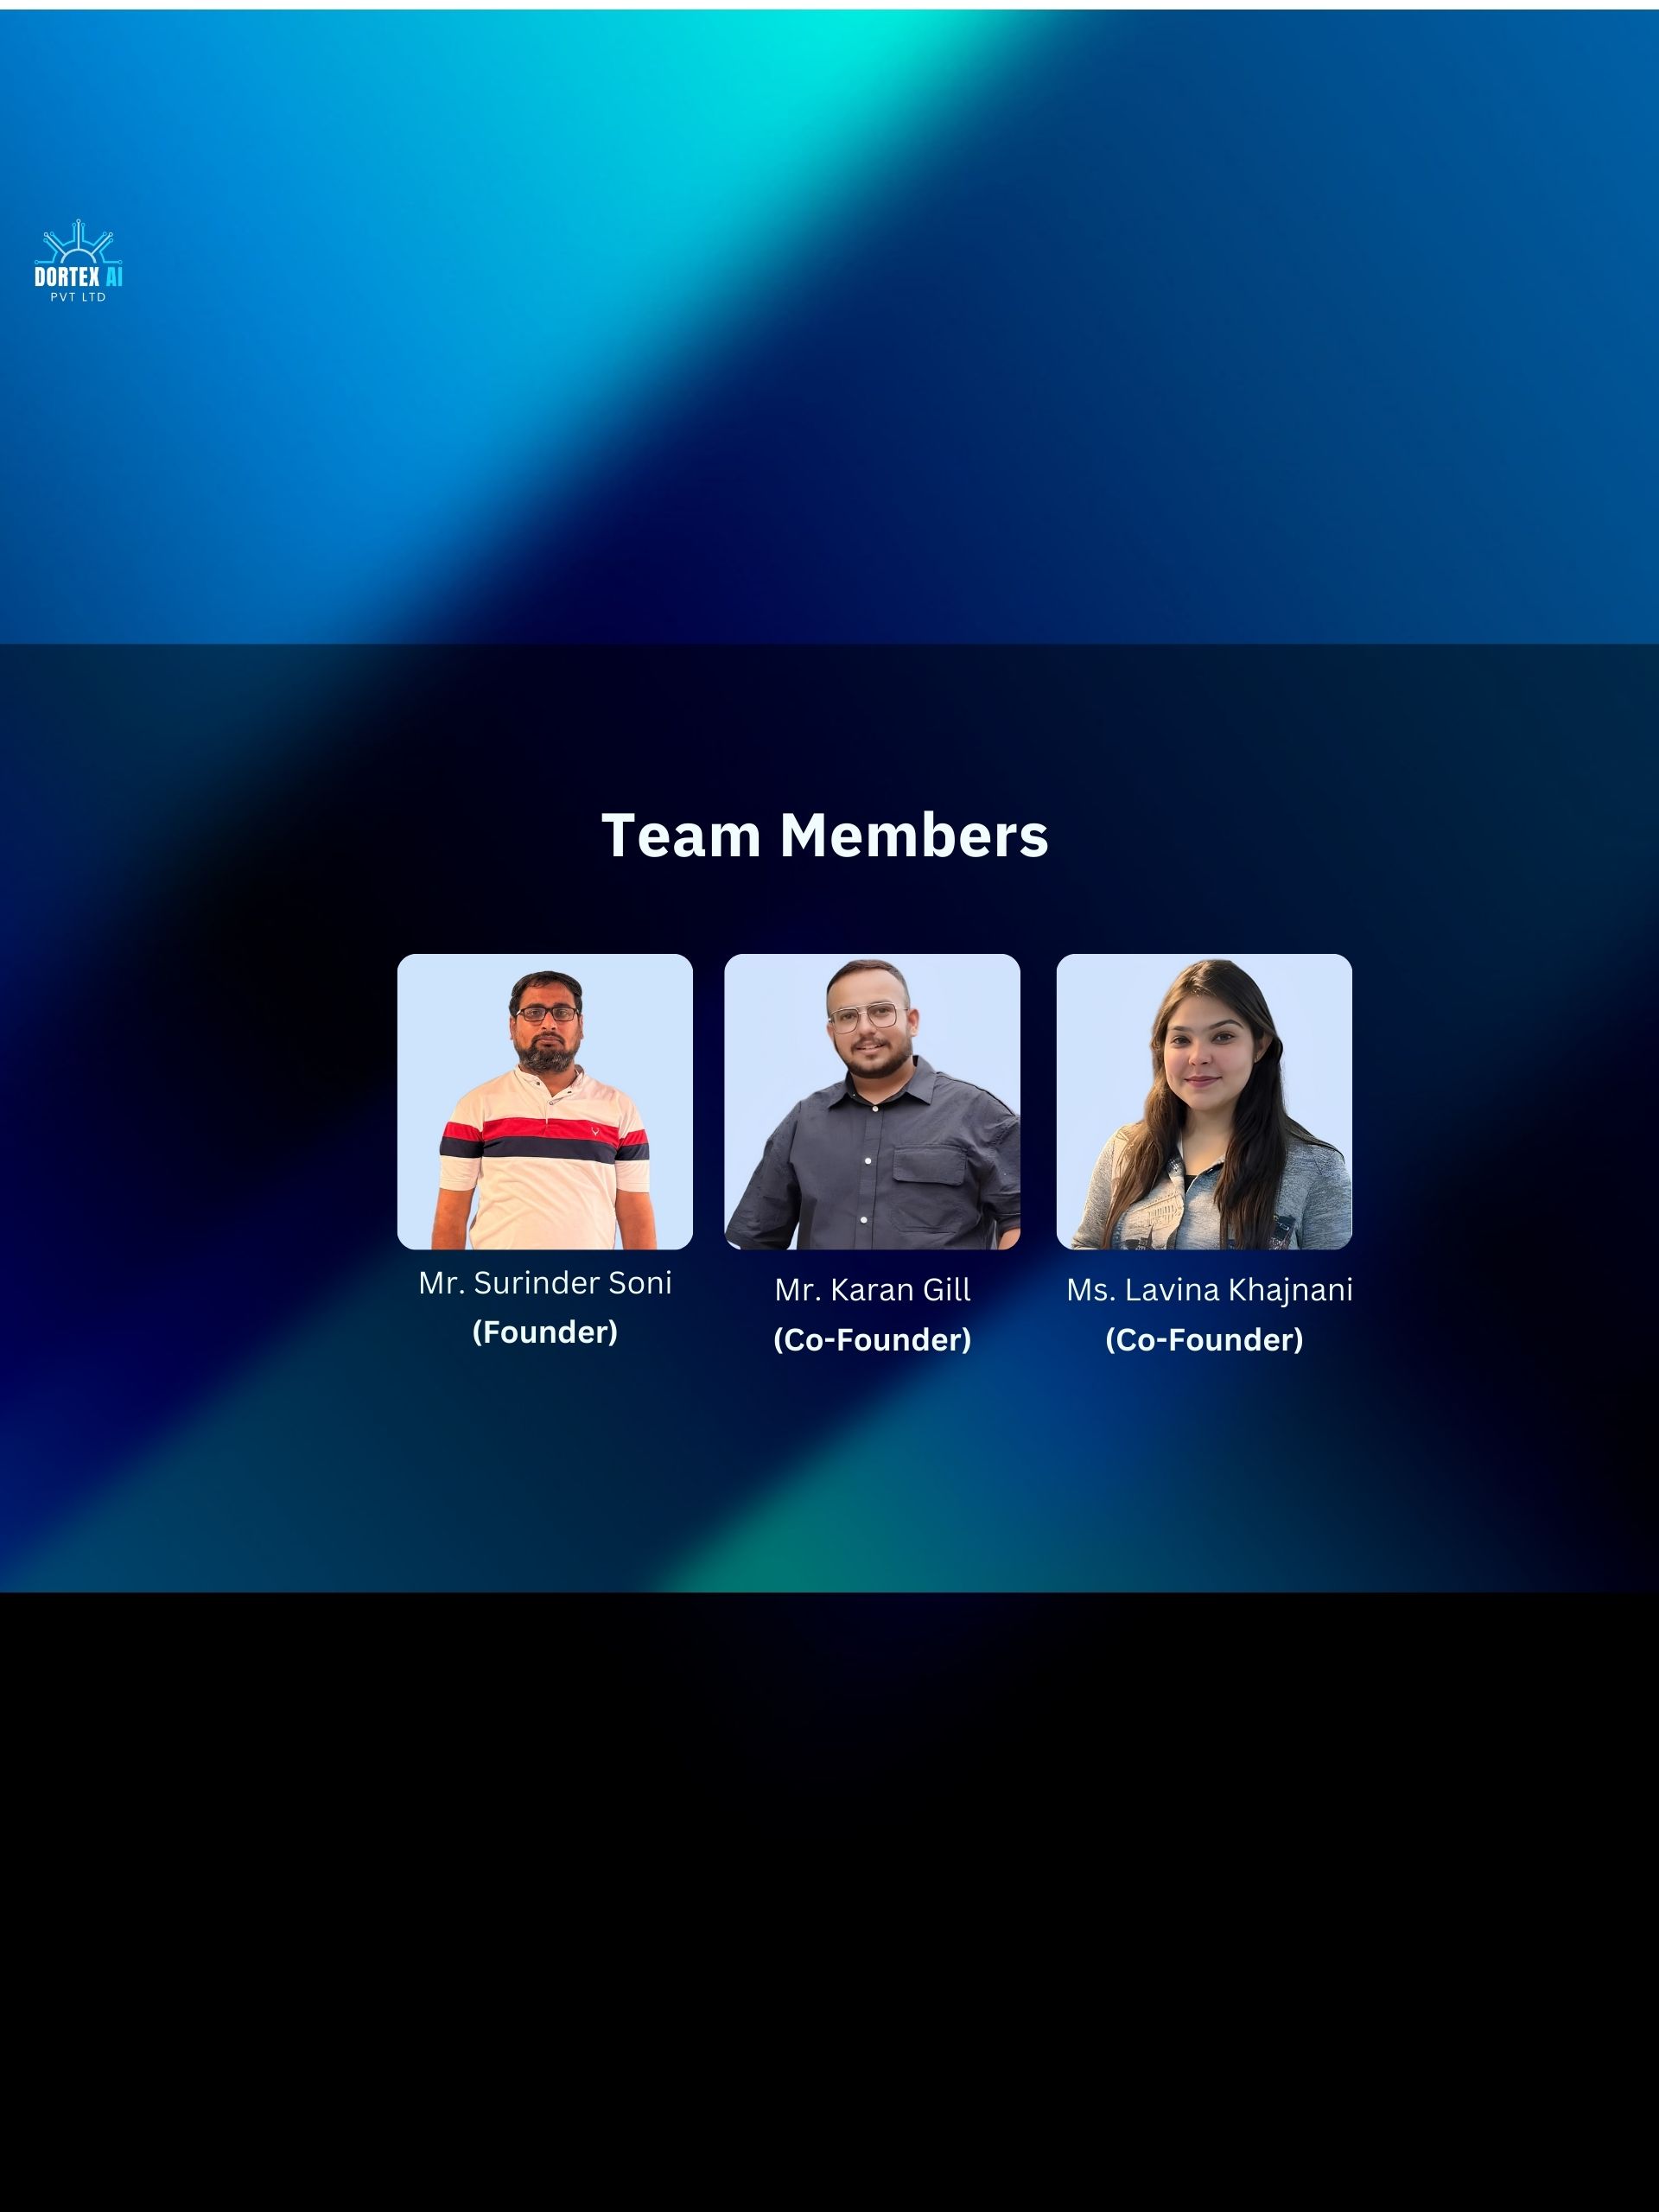 DORTEX AI
PVT LTD
Team Members
Mr. Surinder Soni
(Founder)
Mr. Karan Gill
(Co-Founder)
Ms. Lavina Khajnani
(Co-Founder)